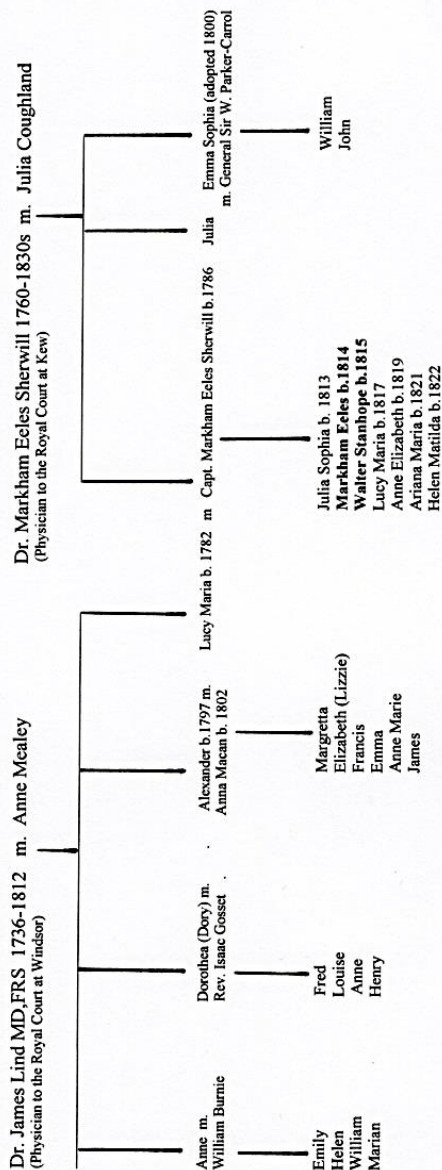 Dr. James Lind MD,FRS 1736-1812 m. Anne Mealey
(Physician to the Royal Court at Windsor)
Dr. Markham Eeles Sherwill 1760-1830s m. Julia Coughland
(Physician to the Royal Court at Kew)
Anne m.
William Burnie
Dorothea (Dory) m.
Rev. Isaac Gosset .
Alexander b.1797 m.
Anna Macan b. 1802
Lucy Maria b. 1782 m Capt. Markham Eeles Sherwill b.1786
Julia
Emma Sophia (adopted 1800)
m. General Sir W. Parker-Carrol
Emily
Helen
William
Marian
Fred
Louise
Anne
Henry
Margretta
Elizabeth (Lizzie)
Francis
Emma
Anne Marie
James
Julia Sophia b. 1813
Markham Eeles b.1814
Walter Stanhope b.1815
Lucy Maria b.1817
Anne Elizabeth b.1819
Ariana Maria b.1821
Helen Matilda b.1822
William
John